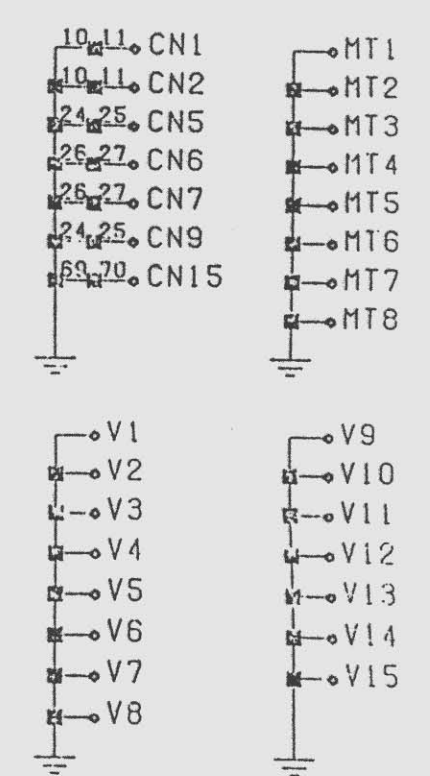 10 11 CN1
10 11 CN2
24 25 CN5
26 27 CN6
26 27 CN7
24 25 CN9
69 70 CN15
MT1
MT2
MT3
MT4
MT5
MT6
MT7
MT8
V1
V2
V3
V4
V5
V6
V7
V8
V9
V10
V11
V12
V13
V14
V15